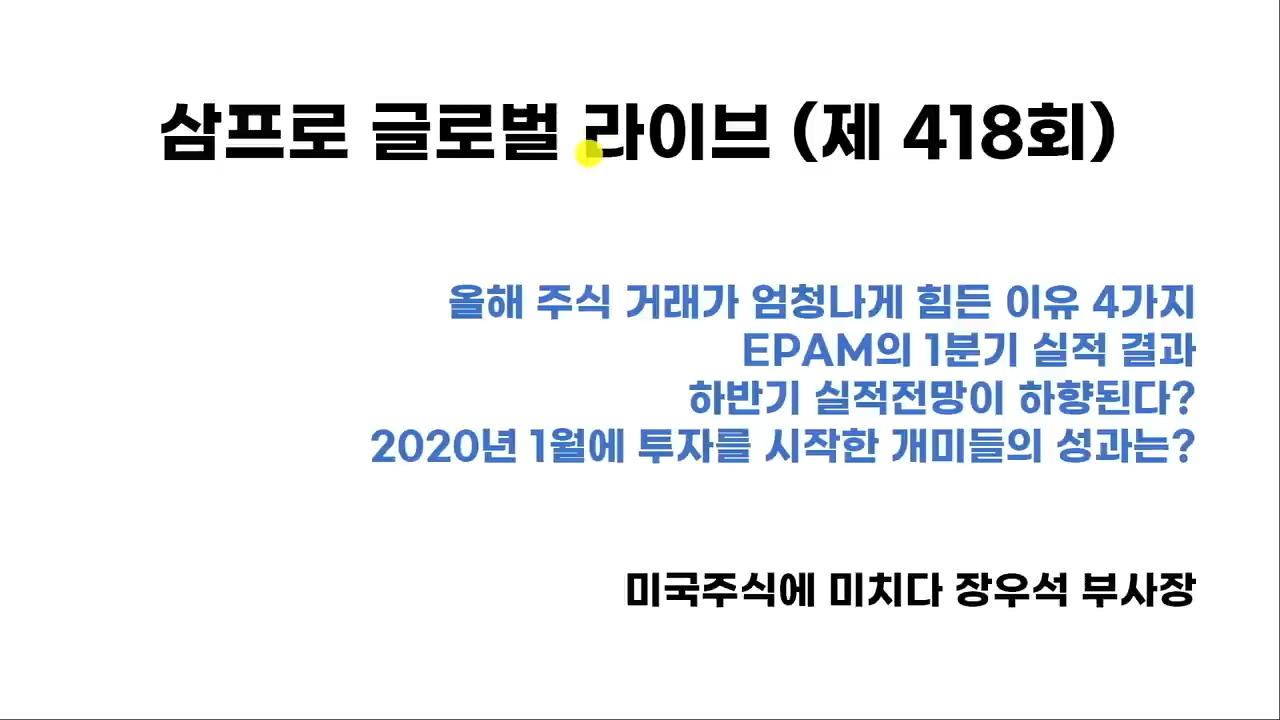 삼프로 글로벌 라이브 (제 418회)
올해 주식 거래가 엄청나게 힘든 이유 4가지
EPAM의 1분기 실적 결과
하반기 실적전망이 하향된다?
2020년 1월에 투자를 시작한 개미들의 성과는?
미국주식에 미치다 장우석 부사장